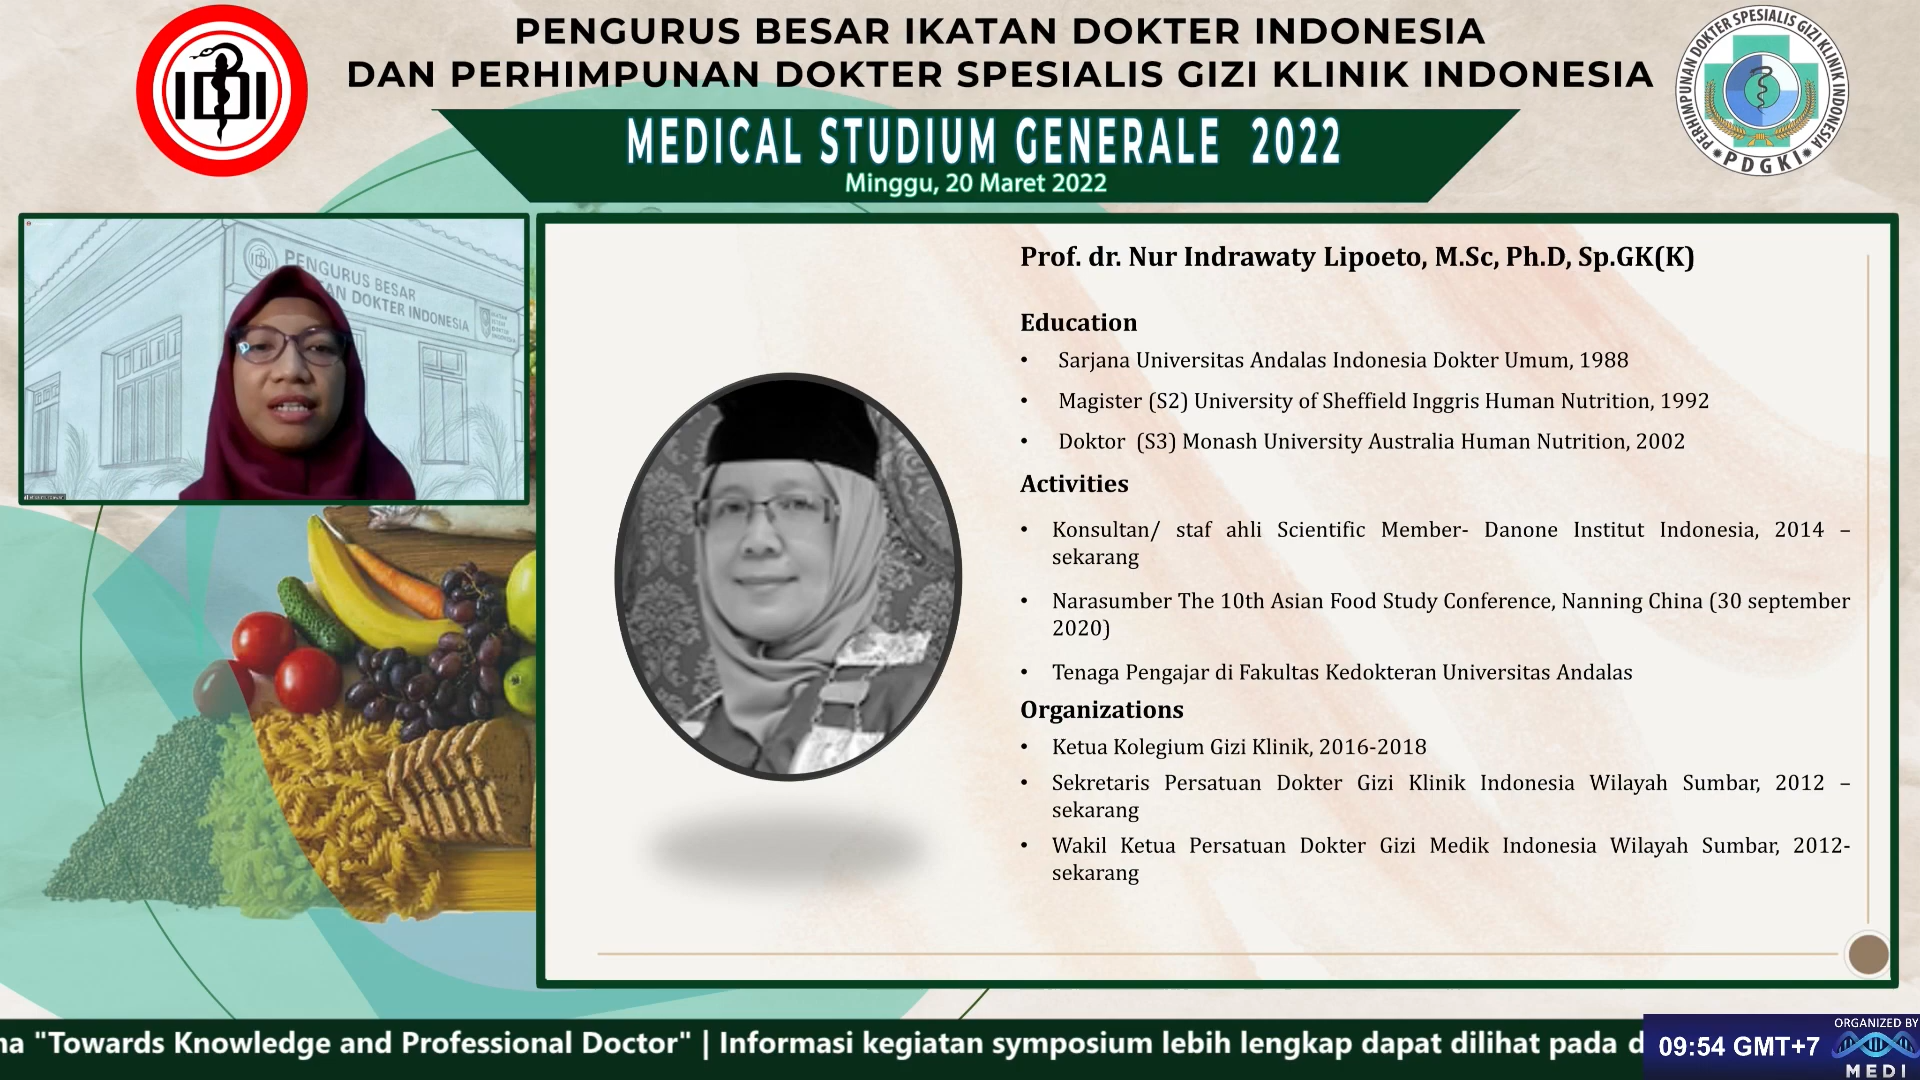 PENGURUS BESAR IKATAN DOKTER INDONESIA
DAN PERHIMPUNAN DOKTER SPESIALIS GIZI KLINIK INDONESIA
MEDICAL STUDIUM GENERALE 2022
Minggu, 20 Maret 2022
IDI
PERHIMPUNAN DOKTER SPESIALIS GIZI KLINIK INDONESIA
PDGKI
PENGURUS BESAR
TAN DOKTER INDONESIA
Prof. dr. Nur Indrawaty Lipoeto, M.Sc, Ph.D, Sp.GK(K)
Education
• Sarjana Universitas Andalas Indonesia Dokter Umum, 1988
• Magister (S2) University of Sheffield Inggris Human Nutrition, 1992
• Doktor (S3) Monash University Australia Human Nutrition, 2002
Activities
• Konsultan/ staf ahli Scientific Member- Danone Institut Indonesia, 2014 –
sekarang
• Narasumber The 10th Asian Food Study Conference, Nanning China (30 september
2020)
• Tenaga Pengajar di Fakultas Kedokteran Universitas Andalas
Organizations
• Ketua Kolegium Gizi Klinik, 2016-2018
• Sekretaris Persatuan Dokter Gizi Klinik Indonesia Wilayah Sumbar, 2012 –
sekarang
• Wakil Ketua Persatuan Dokter Gizi Medik Indonesia Wilayah Sumbar, 2012-
sekarang
na "Towards Knowledge and Professional Doctor" | Informasi kegiatan symposium lebih lengkap dapat dilihat pada d
09:54 GMT+7
ORGANIZED BY
MEDI